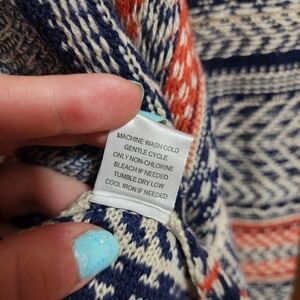 MACHINE WASH COLD
GENTLE CYCLE
ONLY NON-CHLORINE
BLEACH IF NEEDED
TUMBLE DRY LOW
COOL IRON IF NEEDED